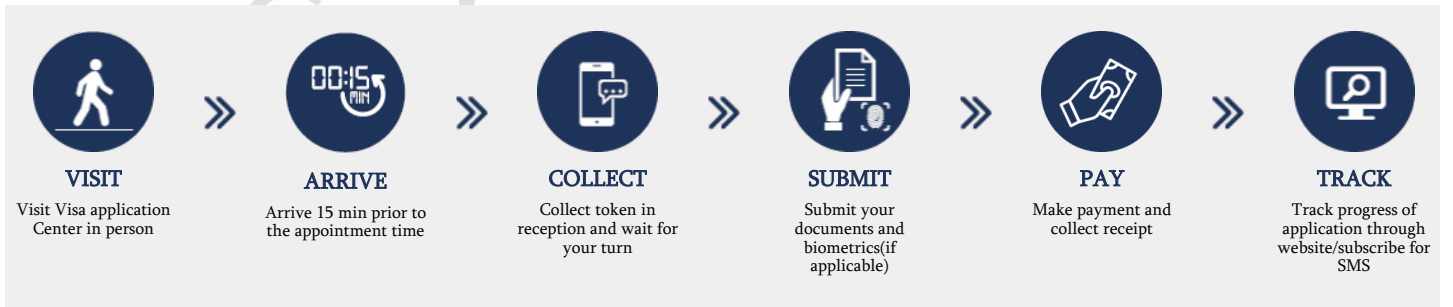 00:15
MIN
VISIT
Visit Visa application
Center in person
ARRIVE
Arrive 15 min prior to
the appointment time
COLLECT
Collect token in
reception and wait for
your turn
SUBMIT
Submit your
documents and
biometrics(if
applicable)
PAY
Make payment and
collect receipt
TRACK
Track progress of
application through
website/subscribe for
SMS